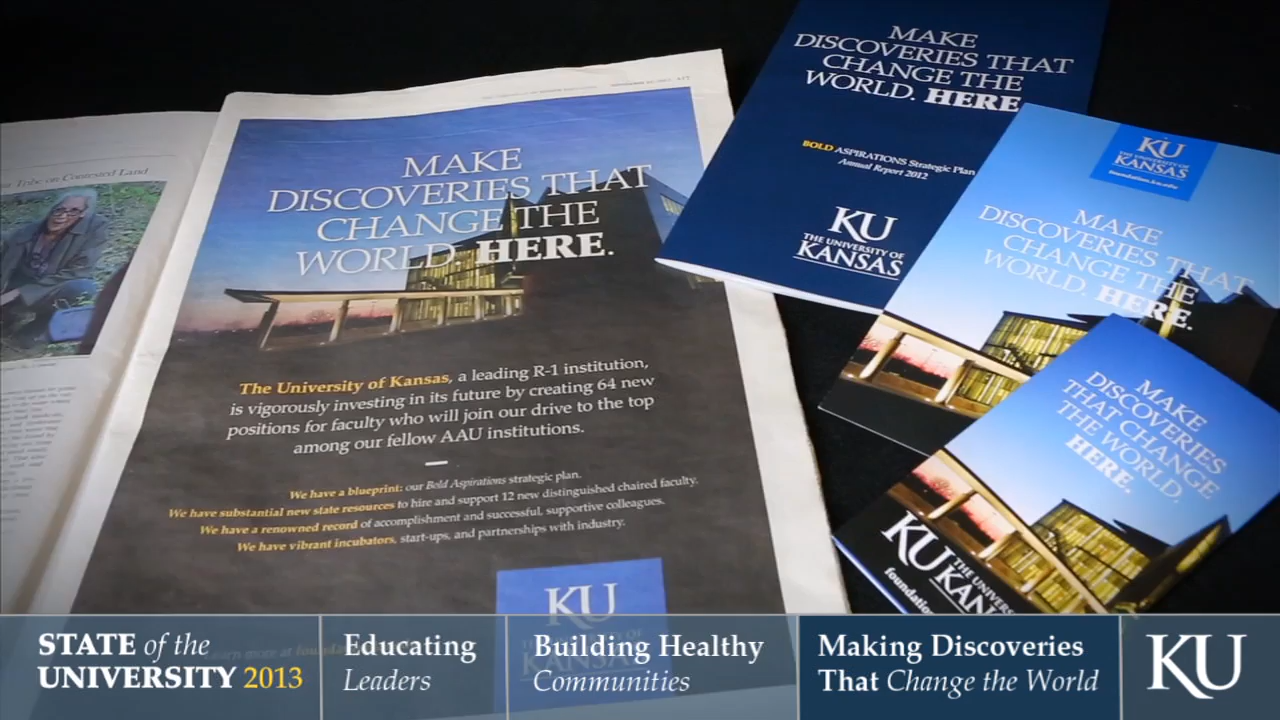 a Tribe on Contested Land
MAKE
DISCOVERIES THAT
CHANGE THE
WORLD. HERE.
The University of Kansas, a leading R-1 institution,
is vigorously investing in its future by creating 64 new
positions for faculty who will join our drive to the top
among our fellow AAU institutions.
We have a blueprint: our Bold Aspirations strategic plan.
We have substantial new state resources to hire and support 12 new distinguished chaired faculty.
We have a renowned record of accomplishment and successful, supportive colleagues.
We have vibrant incubators, start-ups, and partnerships with industry.
KU
MAKE
DISCOVERIES THAT
CHANGE THE
WORLD. HERE
BOLD ASPIRATIONS Strategic Plan
Annual Report 2012
KU
THE UNIVERSITY OF
KANSAS
KU
THE UNIVERSITY OF
KANSAS
foundation.ku.edu
MAKE
DISCOVERIES THAT
CHANGE THE
WORLD. HERE.
MAKE
DISCOVERIES
THAT CHANGE
THE WORLD.
HERE.
KU
THE UNIVERS
KAN
foundatio
STATE of the
UNIVERSITY 2013
Educating
Leaders
Building Healthy
Communities
Making Discoveries
That Change the World
KU